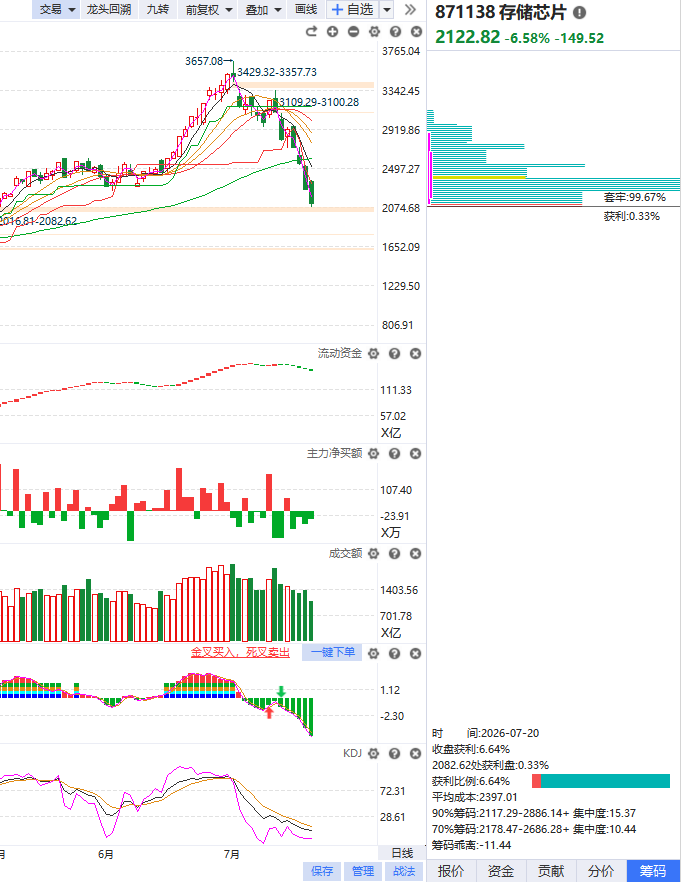 交易 龙头回溯 九转 前复权 叠加 画线 + 自选
871138 存储芯片
2122.82 -6.58% -149.52
3765.04
3657.08→
3429.32-3357.73
3342.45
3109.29-3100.28
2919.86
2497.27
套牢:99.67%
2074.68
获利:0.33%
2016.81-2082.62
1652.09
1229.50
806.91
流动资金
111.33
57.02
X亿
主力净买额
107.40
-23.91
X万
成交额
1403.56
701.78
X亿
金叉买入，死叉卖出 一键下单
1.12
-2.30
时 间:2026-07-20
收盘获利:6.64%
KDJ
2082.62处获利盘:0.33%
获利比例:6.64%
72.31
平均成本:2397.01
90%筹码:2117.29-2886.14+ 集中度:15.37
28.61
70%筹码:2178.47-2686.28+ 集中度:10.44
筹码乖离:-11.44
月 6月 7月 日线
保存 管理 战法 报价 资金 贡献 分价 筹码